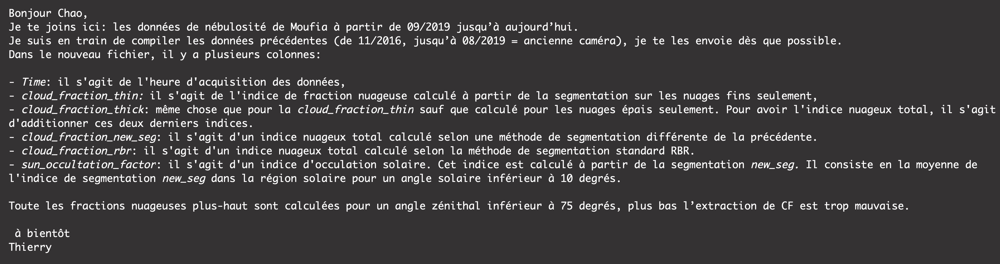 Bonjour Chao,
Je te joins ici: les données de nébulosité de Moufia à partir de 09/2019 jusqu’à aujourd’hui.
Je suis en train de compiler les données précédentes (de 11/2016, jusqu’à 08/2019 = ancienne caméra), je te les envoie dès que possible.
Dans le nouveau fichier, il y a plusieurs colonnes:
- Time: il s'agit de l'heure d'acquisition des données,
- cloud_fraction_thin: il s'agit de l'indice de fraction nuageuse calculé à partir de la segmentation sur les nuages fins seulement,
- cloud_fraction_thick: même chose que pour la cloud_fraction_thin sauf que calculé pour les nuages épais seulement. Pour avoir l'indice nuageux total, il s'agit
d'additionner ces deux derniers indices.
- cloud_fraction_new_seg: il s'agit d'un indice nuageux total calculé selon une méthode de segmentation différente de la précédente.
- cloud_fraction_rbr: il s'agit d'un indice nuageux total calculé selon la méthode de segmentation standard RBR.
- sun_occultation_factor: il s'agit d'un indice d'occulation solaire. Cet indice est calculé à partir de la segmentation new_seg. Il consiste en la moyenne de
l'indice de segmentation new_seg dans la région solaire pour un angle solaire inférieur à 10 degrés.
Toute les fractions nuageuses plus-haut sont calculées pour un angle zénithal inférieur à 75 degrés, plus bas l’extraction de CF est trop mauvaise.
à bientôt
Thierry